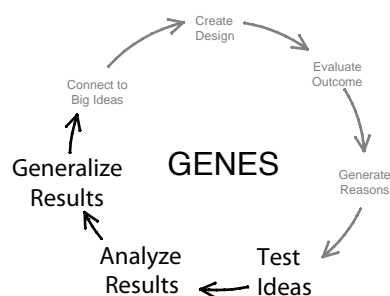 Create
Design
Evaluate
Outcome
Generate
Reasons
Test
Ideas
Analyze
Results
Generalize
Results
Connect to
Big Ideas
GENES